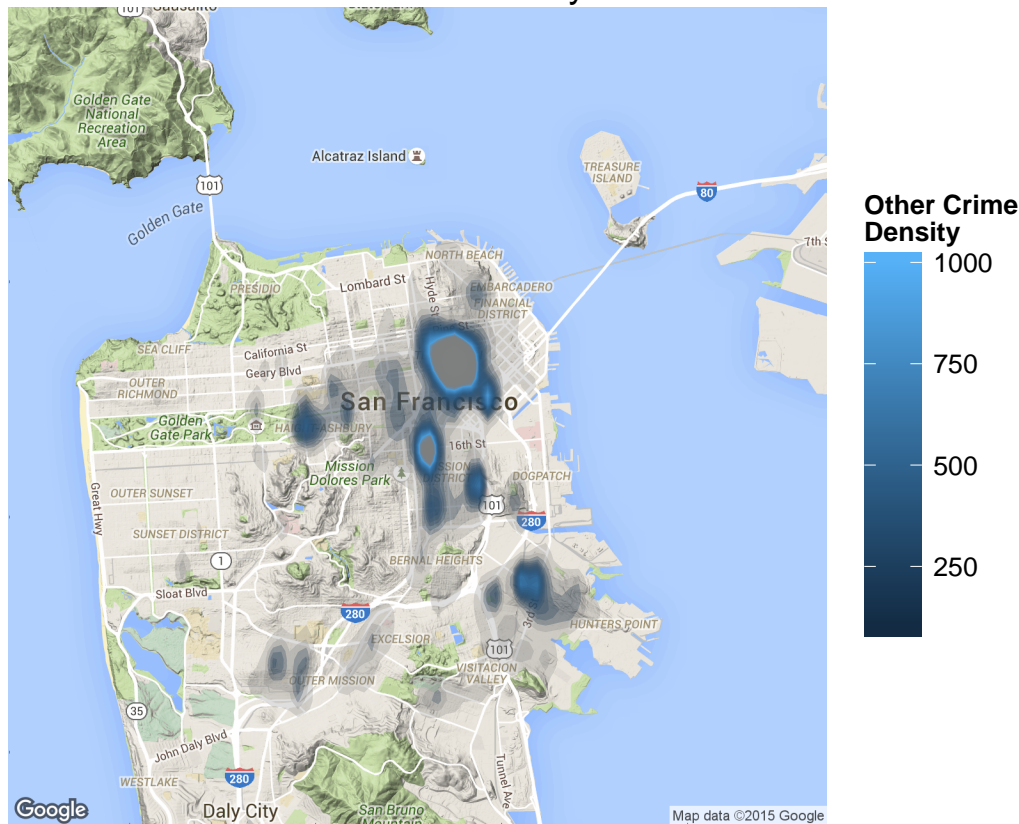 101
Sausalito
Golden Gate
National
Recreation
Area
Alcatraz Island
TREASURE
ISLAND
80
101
Golden Gate
7th S
NORTH BEACH
PRESIDIO
Lombard St
Hyde St
EMBARCADERO
FINANCIAL
DISTRICT
SEA CLIFF
California St
Geary Blvd
OUTER
RICHMOND
San Francisco
Golden
Gate Park
HAIGHT-ASHBURY
16th St
Mission
Dolores Park
MISSION
DISTRICT
DOGPATCH
OUTER SUNSET
Great Hwy
101
280
SUNSET DISTRICT
1
BERNAL HEIGHTS
Sloat Blvd
280
3rd St
HUNTERS POINT
EXCELSIOR
101
VISITACION
VALLEY
OUTER MISSION
35
John Daly Blvd
WESTLAKE
280
Tunnel Ave
Daly City
San Bruno
Mountain
Google
Map data ©2015 Google
Other Crime
Density
1000
750
500
250